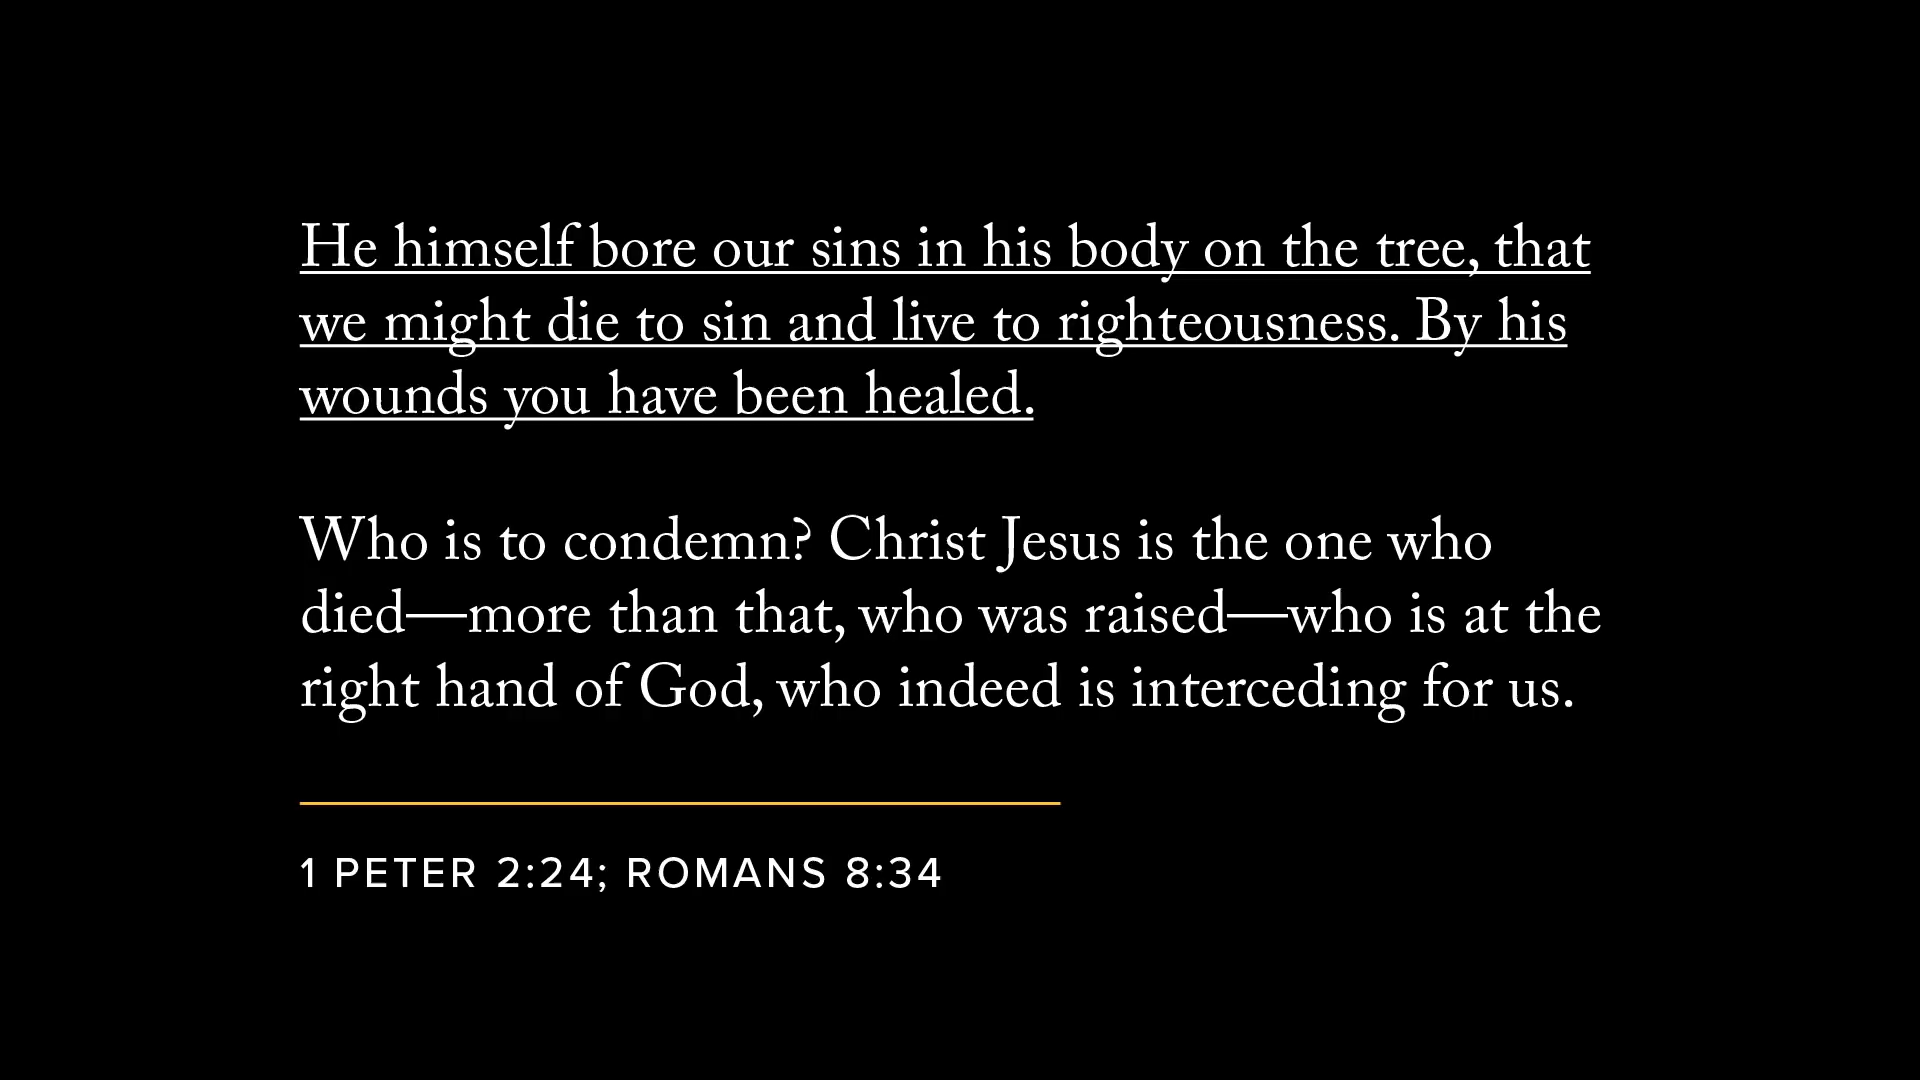 He himself bore our sins in his body on the tree, that
we might die to sin and live to righteousness. By his
wounds you have been healed.
Who is to condemn? Christ Jesus is the one who
died—more than that, who was raised—who is at the
right hand of God, who indeed is interceding for us.
1 PETER 2:24; ROMANS 8:34